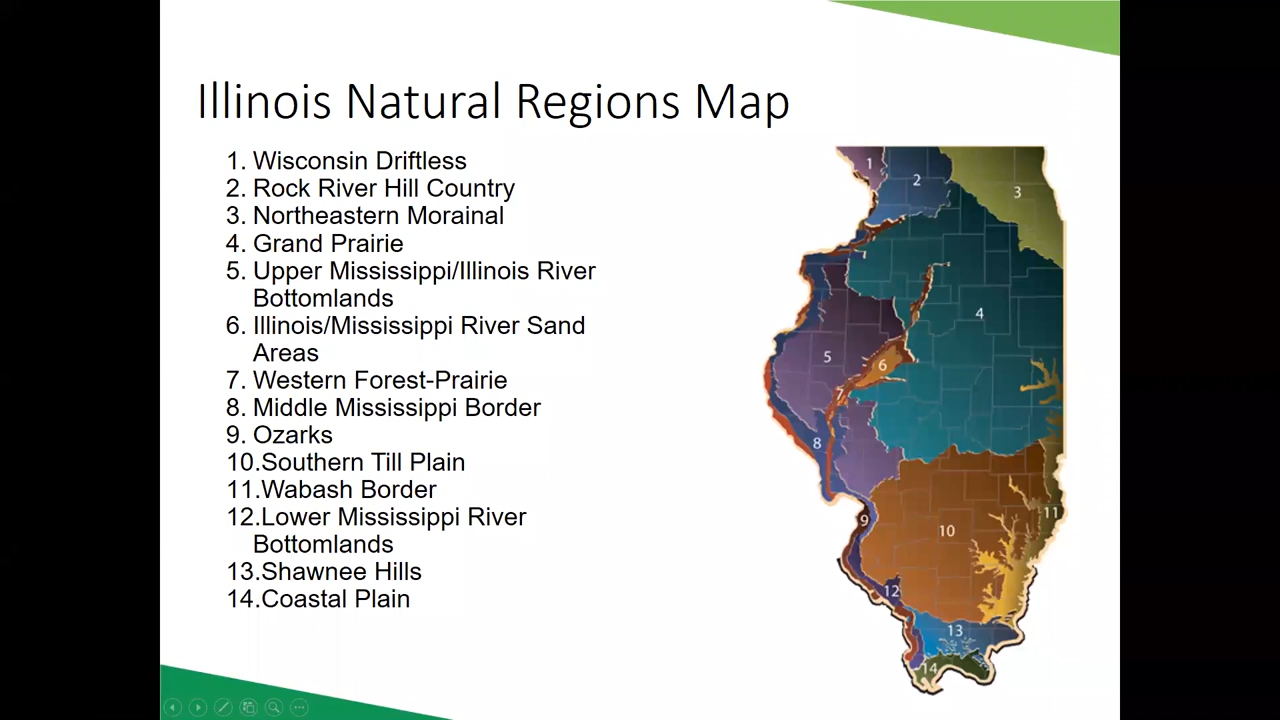 Illinois Natural Regions Map
1. Wisconsin Driftless
2. Rock River Hill Country
3. Northeastern Morainal
4. Grand Prairie
5. Upper Mississippi/Illinois River
Bottomlands
6. Illinois/Mississippi River Sand
Areas
7. Western Forest-Prairie
8. Middle Mississippi Border
9. Ozarks
10.Southern Till Plain
11.Wabash Border
12.Lower Mississippi River
Bottomlands
13.Shawnee Hills
14.Coastal Plain
1
2
3
4
5
6
7
8
9
10
11
12
13
14